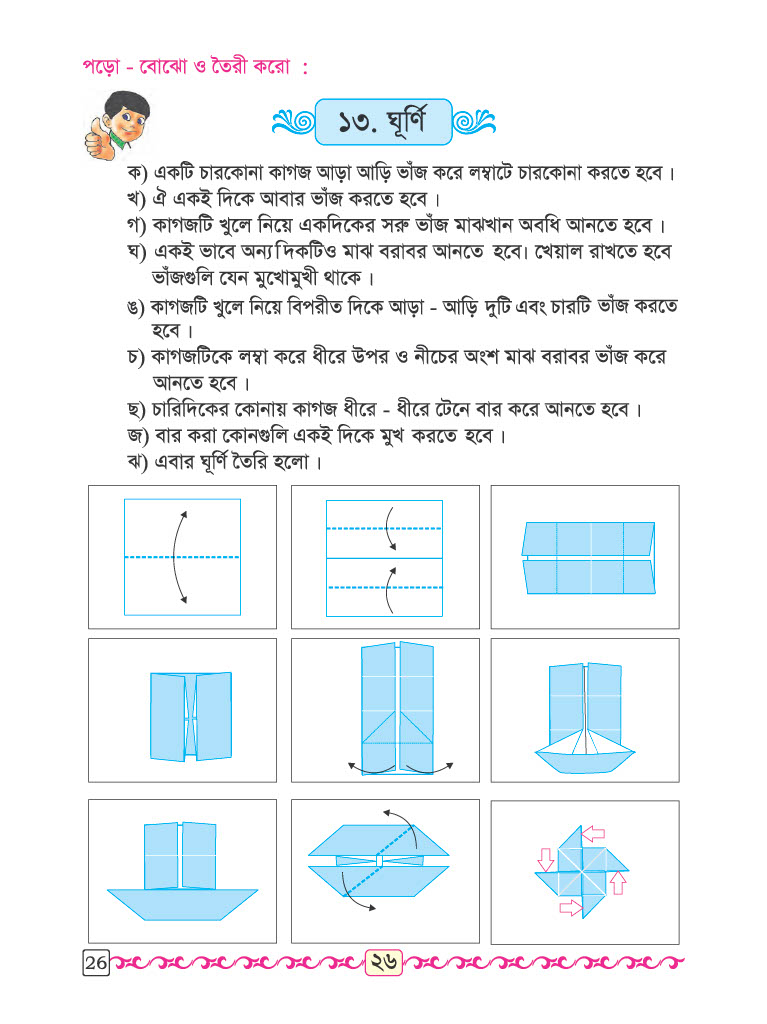 পড়ো - বোঝো ও তৈরী করো :
১৩. ঘূর্ণি
ক) একটি চারকোনা কাগজ আড়া আড়ি ভাঁজ করে লম্বাটে চারকোনা করতে হবে।
খ) ঐ একই দিকে আবার ভাঁজ করতে হবে।
গ) কাগজটি খুলে নিয়ে একদিকের সরু ভাঁজ মাঝখান অবধি আনতে হবে।
ঘ) একই ভাবে অন্যদিকটিও মাঝ বরাবর আনতে হবে। খেয়াল রাখতে হবে
ভাঁজগুলি যেন মুখোমুখী থাকে।
ঙ) কাগজটি খুলে নিয়ে বিপরীত দিকে আড়া - আড়ি দুটি এবং চারটি ভাঁজ করতে
হবে।
চ) কাগজটিকে লম্বা করে ধীরে উপর ও নীচের অংশ মাঝ বরাবর ভাঁজ করে
আনতে হবে।
ছ) চারিদিকের কোনায় কাগজ ধীরে - ধীরে টেনে বার করে আনতে হবে।
জ) বার করা কোনগুলি একই দিকে মুখ করতে হবে।
ঝ) এবার ঘূর্ণি তৈরি হলো।
26
২৬